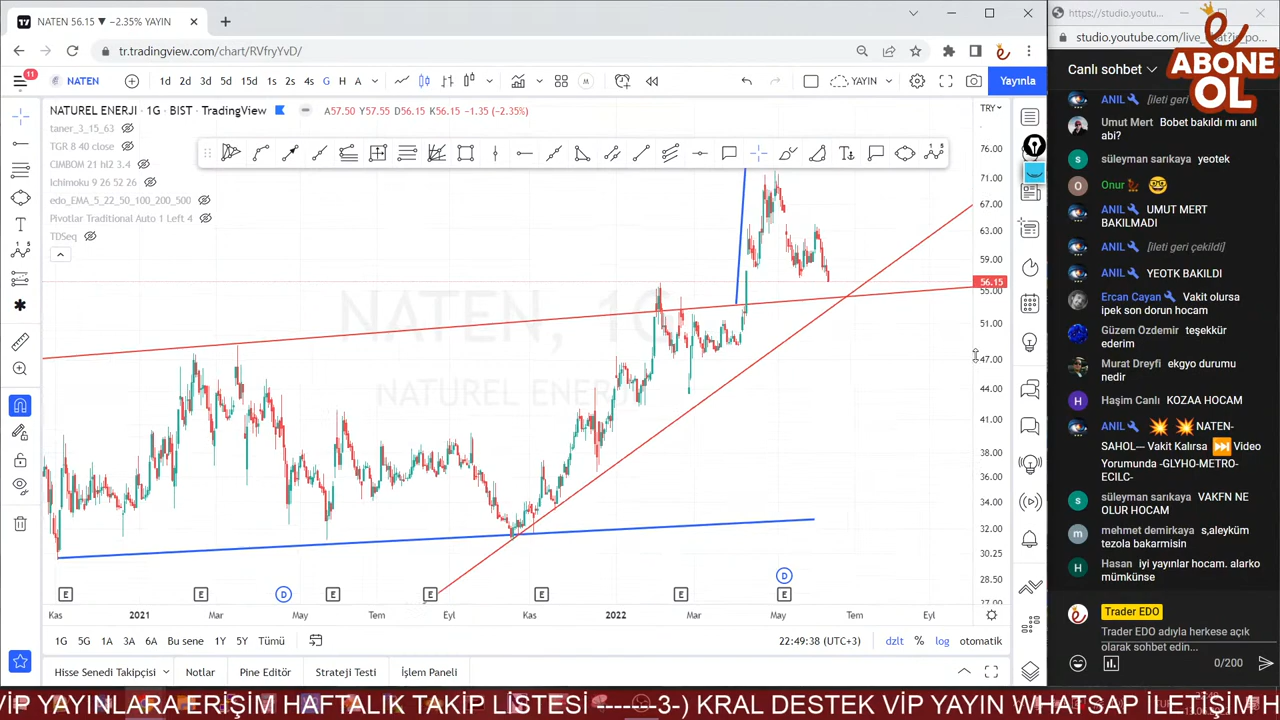 NATEN 56.15 ▼ −2.35% YAYIN
https://studio.youtu...
tr.tradingview.com/chart/RVfryYvD/
studio.youtube.com/live_chat?is_po...
ABONE
OL
11
NATEN
1d 2d 3d 5d 15d 1s 2s 4s G H A
YAYIN
Yayınla
NATUREL ENERJI · 1G · BIST · TradingView
A57.50 Y57.55 D56.15 K56.15 −1.35 (−2.35%)
TRY
taner_3_15_63
TGR 8 40 close
CIMBOM 21 hl2 3.4
Ichimoku 9 26 52 26
edo_EMA_5_22_50_100_200_500
Pivotlar Traditional Auto 1 Left 4
TDSeq
NATEN, 1G
NATUREL ENERJI
76.00
71.00
67.00
63.00
59.00
56.15
55.00
51.00
47.00
44.00
41.00
38.00
36.00
34.00
32.00
30.25
28.50
27.00
E E D E E E E D E
Kas 2021 Mar May Tem Eyl Kas 2022 Mar May Tem Eyl
1G 5G 1A 3A 6A Bu sene 1Y 5Y Tümü
22:49:38 (UTC+3)
dzlt % log otomatik
Hisse Senedi Takipçisi Notlar Pine Editör Strateji Testi İşlem Paneli
Canlı sohbet
ANIL [ileti geri
Umut Mert Bobet bakıldı mı anıl
abi?
süleyman sarıkaya yeotek
Onur
ANIL UMUT MERT
BAKILMADI
ANIL [ileti geri çekildi]
ANIL YEOTK BAKILDI
Ercan Cayan Vakit olursa
ipek son dorun hocam
Güzem Ozdemir teşekkür
ederim
Murat Dreyfi ekgyo durumu
nedir
Haşim Canlı KOZAA HOCAM
ANIL NATEN-
SAHOL--- Vakit Kalırsa Video
Yorumunda -GLYHO-METRO-
ECILC-
süleyman sarıkaya VAKFN NE
OLUR HOCAM
mehmet demirkaya s,aleyküm
tezola bakarmisin
Hasan iyi yayınlar hocam. alarko
mümkünse
Trader EDO
Trader EDO adıyla herkese açık
olarak sohbet edin...
0/200
VİP YAYINLARA ERİŞİM HAFTALIK TAKİP LİSTESİ -------3-) KRAL DESTEK VİP YAYIN WHATSAP İLETİŞİM H